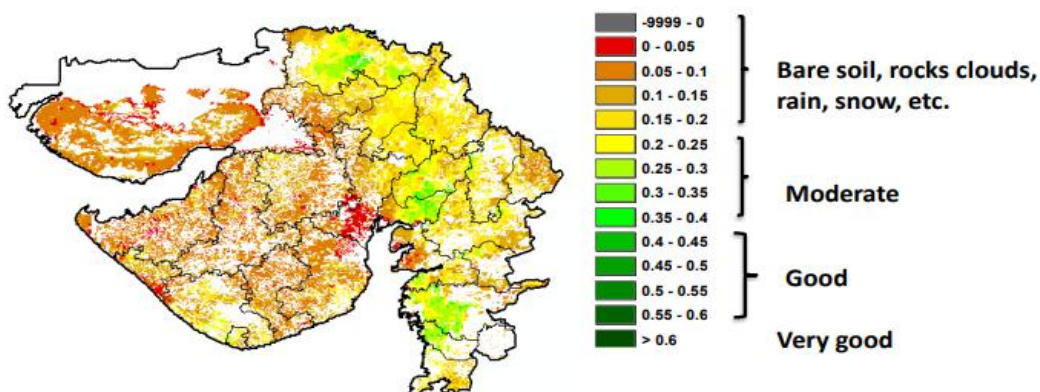 -9999 - 0
0 - 0.05
0.05 - 0.1
0.1 - 0.15
0.15 - 0.2
0.2 - 0.25
0.25 - 0.3
0.3 - 0.35
0.35 - 0.4
0.4 - 0.45
0.45 - 0.5
0.5 - 0.55
0.55 - 0.6
> 0.6
Bare soil, rocks clouds,
rain, snow, etc.
Moderate
Good
Very good